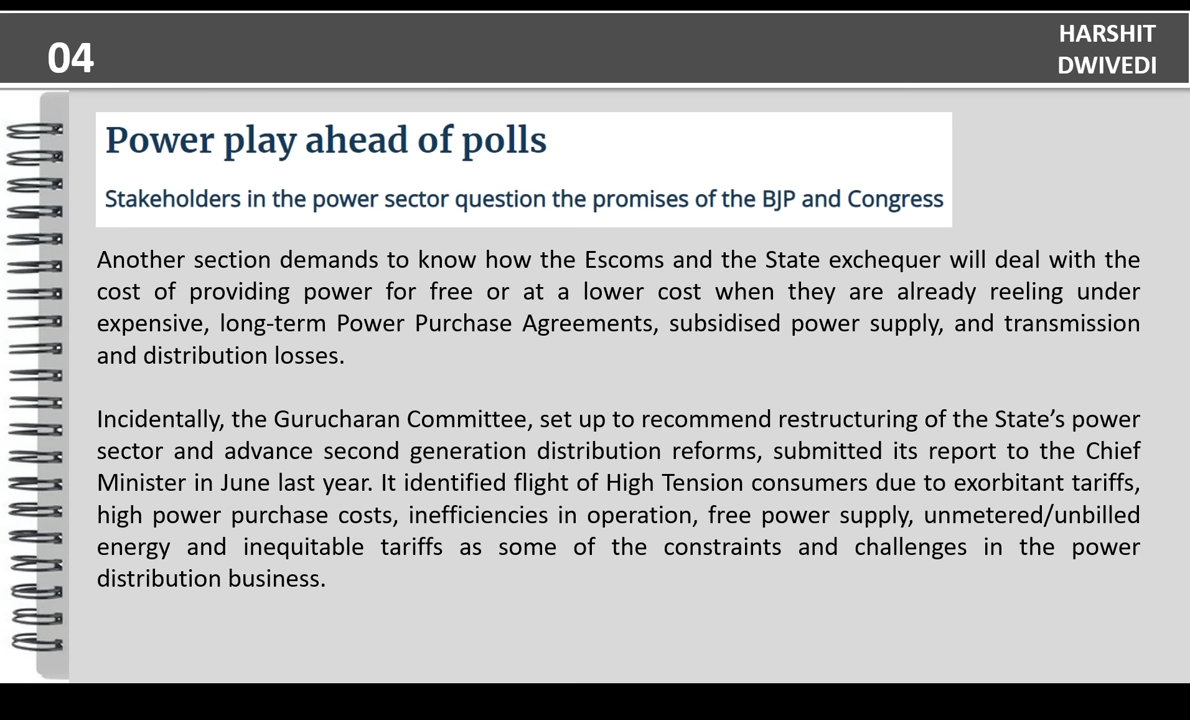 04
HARSHIT
DWIVEDI
Power play ahead of polls
Stakeholders in the power sector question the promises of the BJP and Congress
Another section demands to know how the Escoms and the State exchequer will deal with the
cost of providing power for free or at a lower cost when they are already reeling under
expensive, long-term Power Purchase Agreements, subsidised power supply, and transmission
and distribution losses.
Incidentally, the Gurucharan Committee, set up to recommend restructuring of the State’s power
sector and advance second generation distribution reforms, submitted its report to the Chief
Minister in June last year. It identified flight of High Tension consumers due to exorbitant tariffs,
high power purchase costs, inefficiencies in operation, free power supply, unmetered/unbilled
energy and inequitable tariffs as some of the constraints and challenges in the power
distribution business.